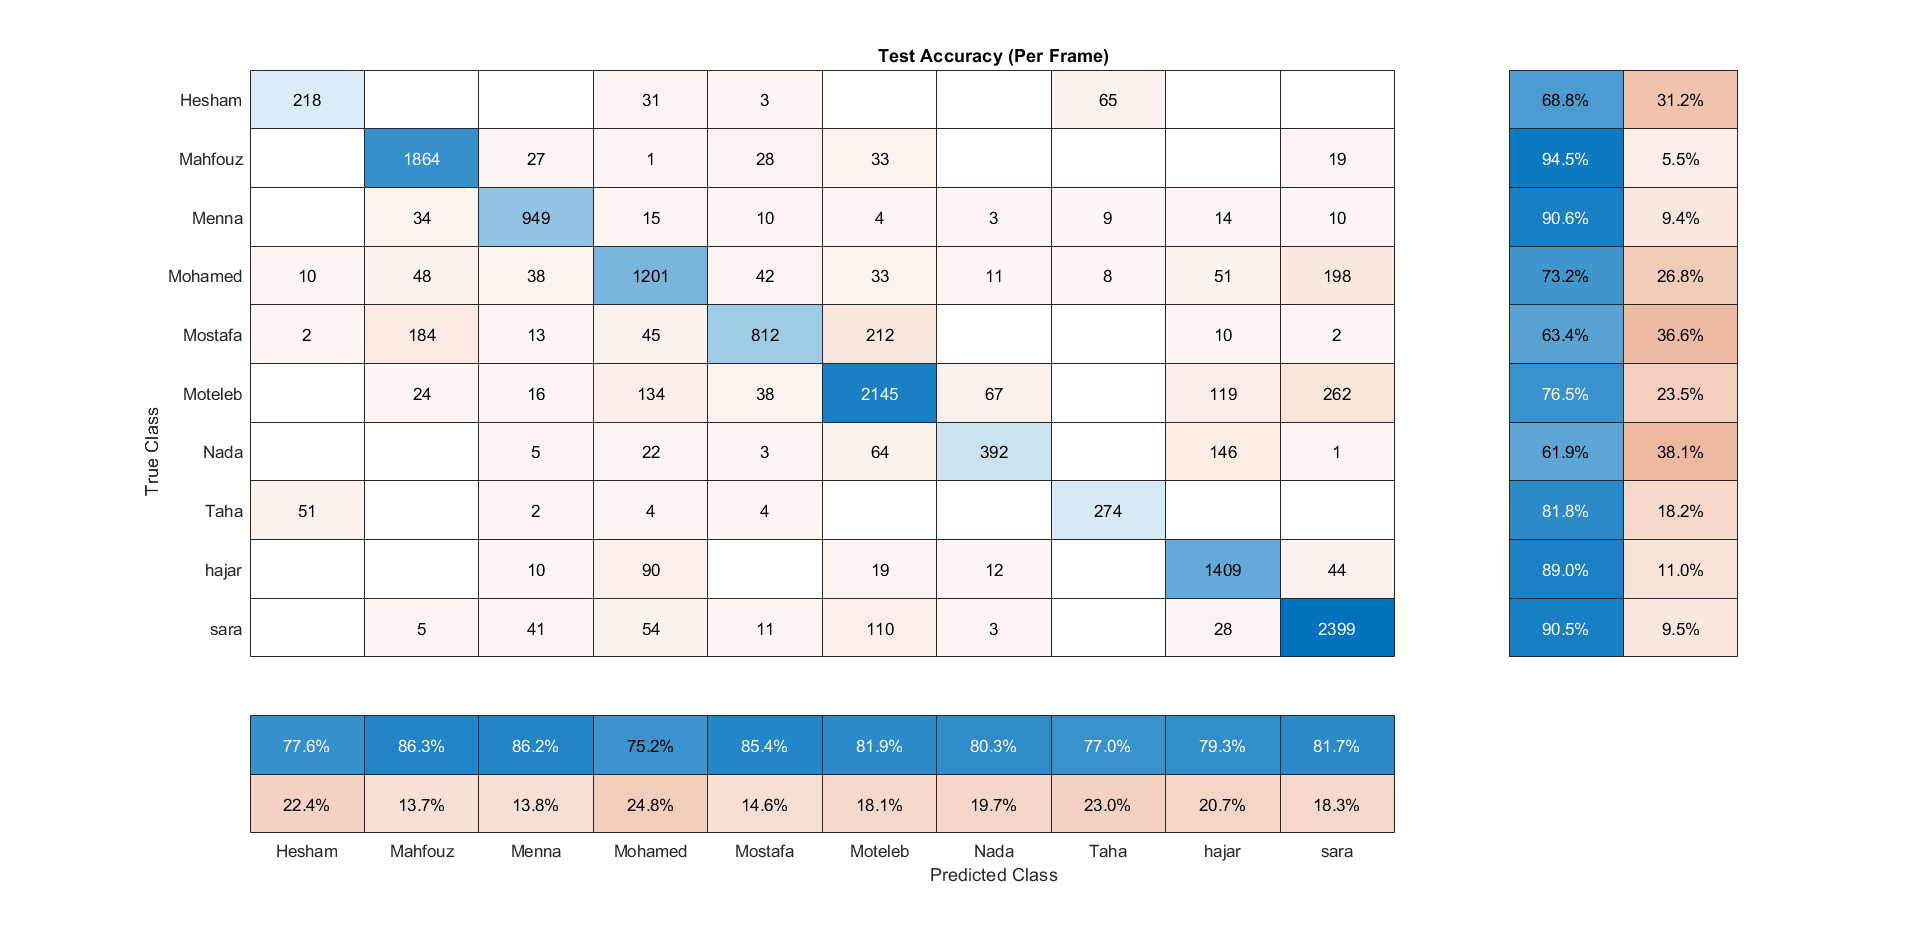 Test Accuracy (Per Frame)
Hesham 218 31 3 65 68.8% 31.2%
Mahfouz 1864 27 1 28 33 19 94.5% 5.5%
Menna 34 949 15 10 4 3 9 14 10 90.6% 9.4%
Mohamed 10 48 38 1201 42 33 11 8 51 198 73.2% 26.8%
Mostafa 2 184 13 45 812 212 10 2 63.4% 36.6%
Moteleb 24 16 134 38 2145 67 119 262 76.5% 23.5%
Nada 5 22 3 64 392 146 1 61.9% 38.1%
Taha 51 2 4 4 274 81.8% 18.2%
hajar 10 90 19 12 1409 44 89.0% 11.0%
sara 5 41 54 11 110 3 28 2399 90.5% 9.5%
True Class
77.6% 86.3% 86.2% 75.2% 85.4% 81.9% 80.3% 77.0% 79.3% 81.7%
22.4% 13.7% 13.8% 24.8% 14.6% 18.1% 19.7% 23.0% 20.7% 18.3%
Hesham Mahfouz Menna Mohamed Mostafa Moteleb Nada Taha hajar sara
Predicted Class